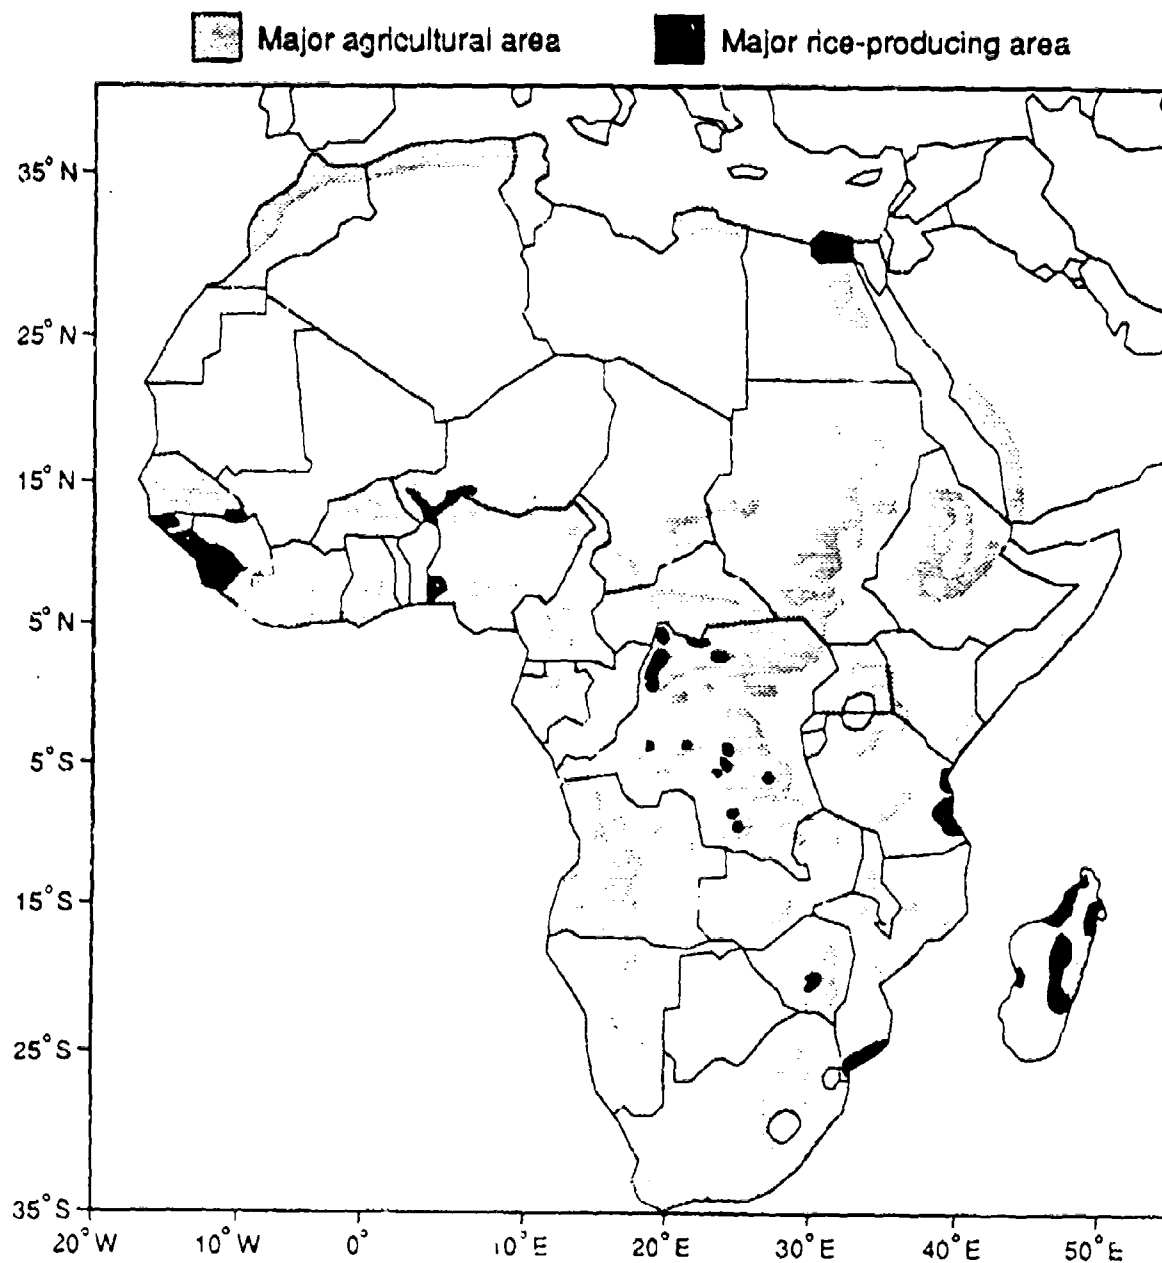 Major agricultural area
Major rice-producing area
35° N
25° N
15° N
5° N
5° S
15° S
25° S
35° S
20° W
10° W
0°
10° E
20° E
30° E
40° E
50° E